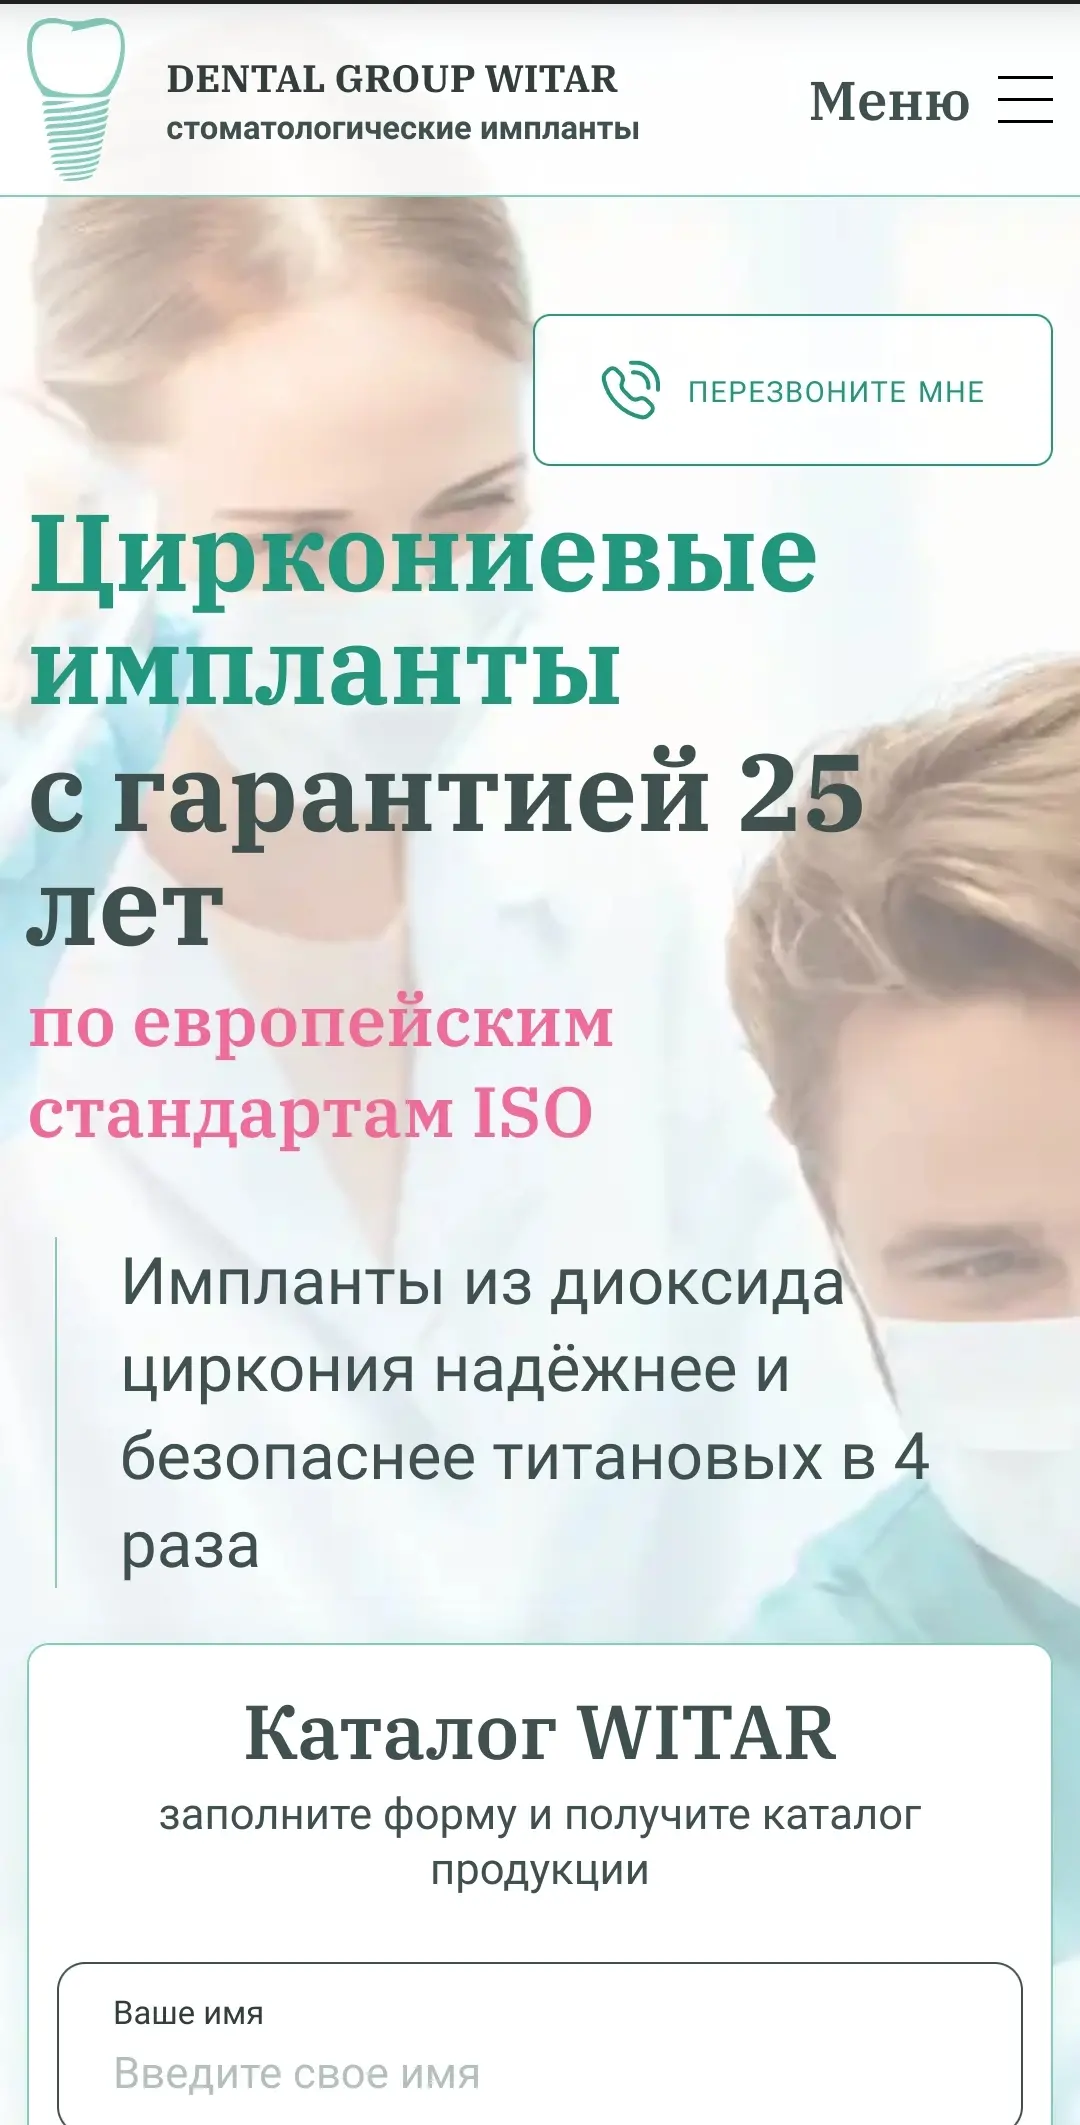 DENTAL GROUP WITAR
стоматологические импланты
Меню
ПЕРЕЗВОНИТЕ МНЕ
Циркониевые
импланты
с гарантией 25
лет
по европейским
стандартам ISO
Импланты из диоксида
циркония надёжнее и
безопаснее титановых в 4
раза
Каталог WITAR
заполните форму и получите каталог
продукции
Ваше имя
Введите свое имя